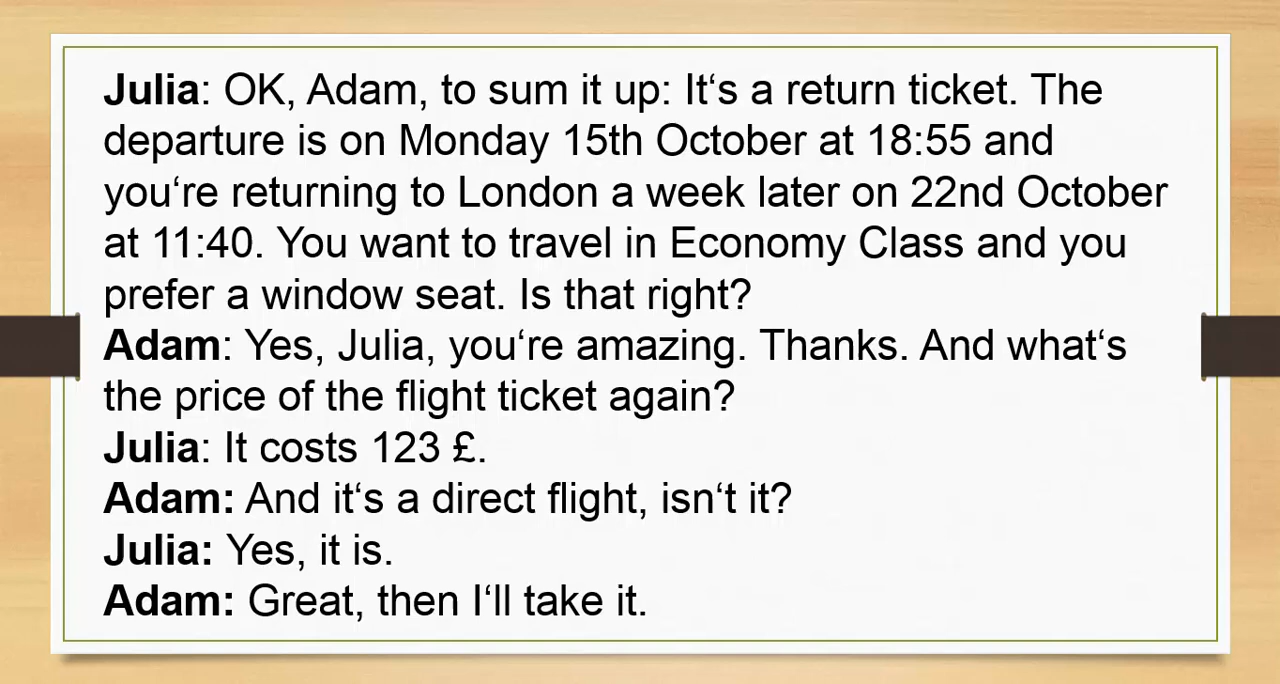 Julia: OK, Adam, to sum it up: It‘s a return ticket. The
departure is on Monday 15th October at 18:55 and
you‘re returning to London a week later on 22nd October
at 11:40. You want to travel in Economy Class and you
prefer a window seat. Is that right?
Adam: Yes, Julia, you‘re amazing. Thanks. And what‘s
the price of the flight ticket again?
Julia: It costs 123 £.
Adam: And it‘s a direct flight, isn‘t it?
Julia: Yes, it is.
Adam: Great, then I‘ll take it.